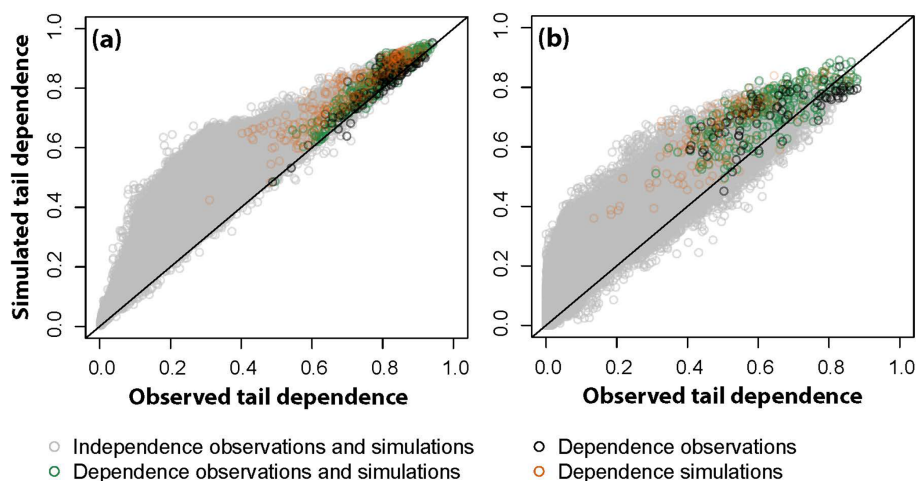 (a)
(b)
Simulated tail dependence
1.0
0.8
0.6
0.4
0.2
0.0
1.0
0.8
0.6
0.4
0.2
0.0
0.0 0.2 0.4 0.6 0.8 1.0
0.0 0.2 0.4 0.6 0.8 1.0
Observed tail dependence
Observed tail dependence
Independence observations and simulations
Dependence observations
Dependence observations and simulations
Dependence simulations